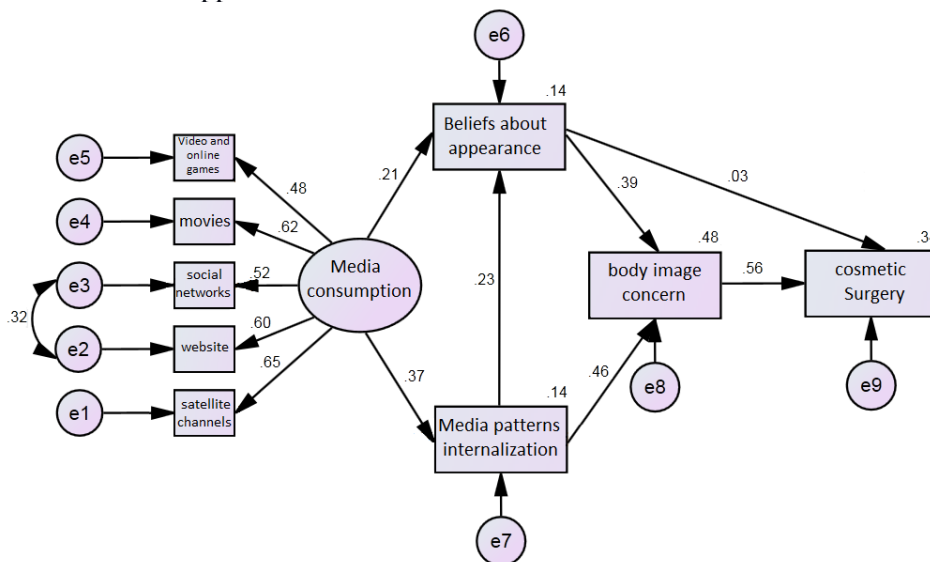 e6
.14
Beliefs about
appearance
e5
Video and
online
games
.48
.21
.39
.03
e4
movies
.62
e3
social
networks
.52
Media
consumption
.23
.48
body image
concern
.56
cosmetic
Surgery
.32
e2
website
.60
.65
.37
.46
e8
e9
e1
satellite
channels
.14
Media patterns
internalization
e7